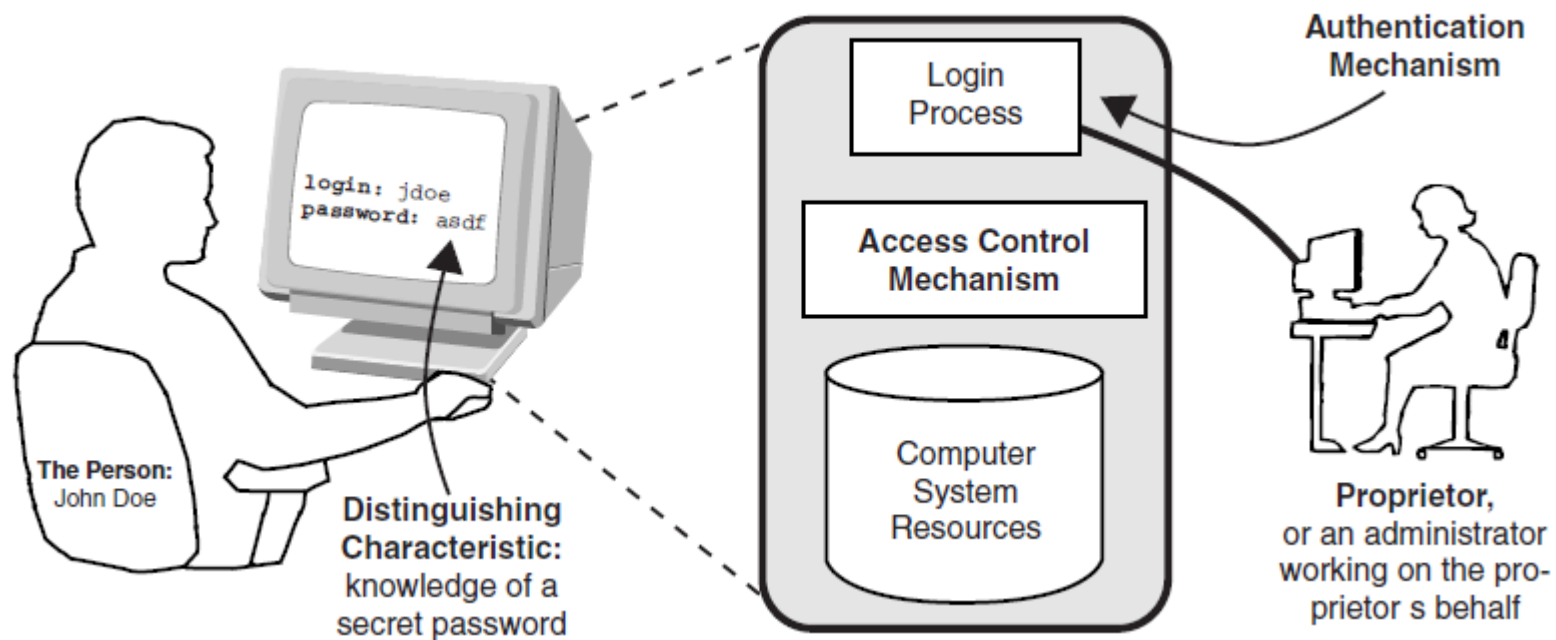 login: jdoe
password: asdf
The Person:
John Doe
Distinguishing
Characteristic:
knowledge of a
secret password
Login
Process
Access Control
Mechanism
Computer
System
Resources
Authentication
Mechanism
Proprietor,
or an administrator
working on the pro-
prietor s behalf